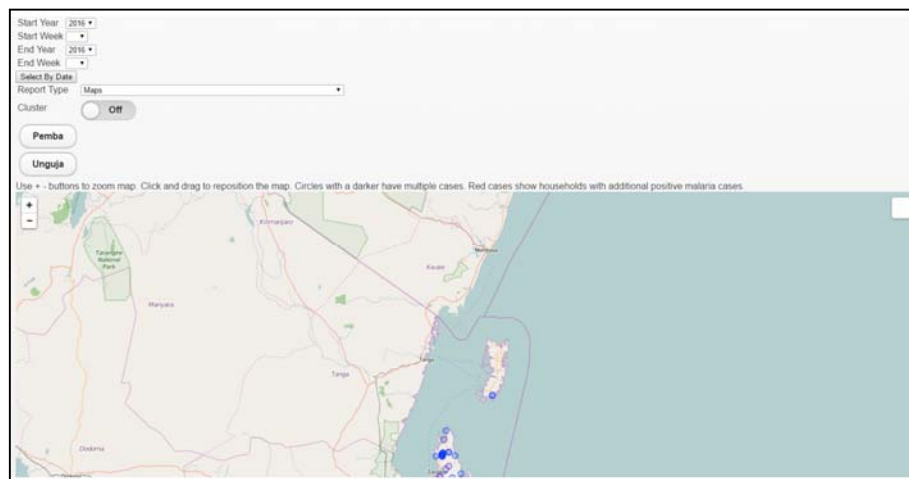 Start Year 2016
Start Week
End Year 2016
End Week
Select By Date
Report Type Maps
Cluster Off
Pemba
Unguja
Use + - buttons to zoom map. Click and drag to reposition the map. Circles with a darker have multiple cases. Red cases show households with additional positive malaria cases.
+
−
Kilimanjaro
Mombasa
Tarangire
National
Park
Kwale
Manyara
Tanga
Tanga
Dodoma